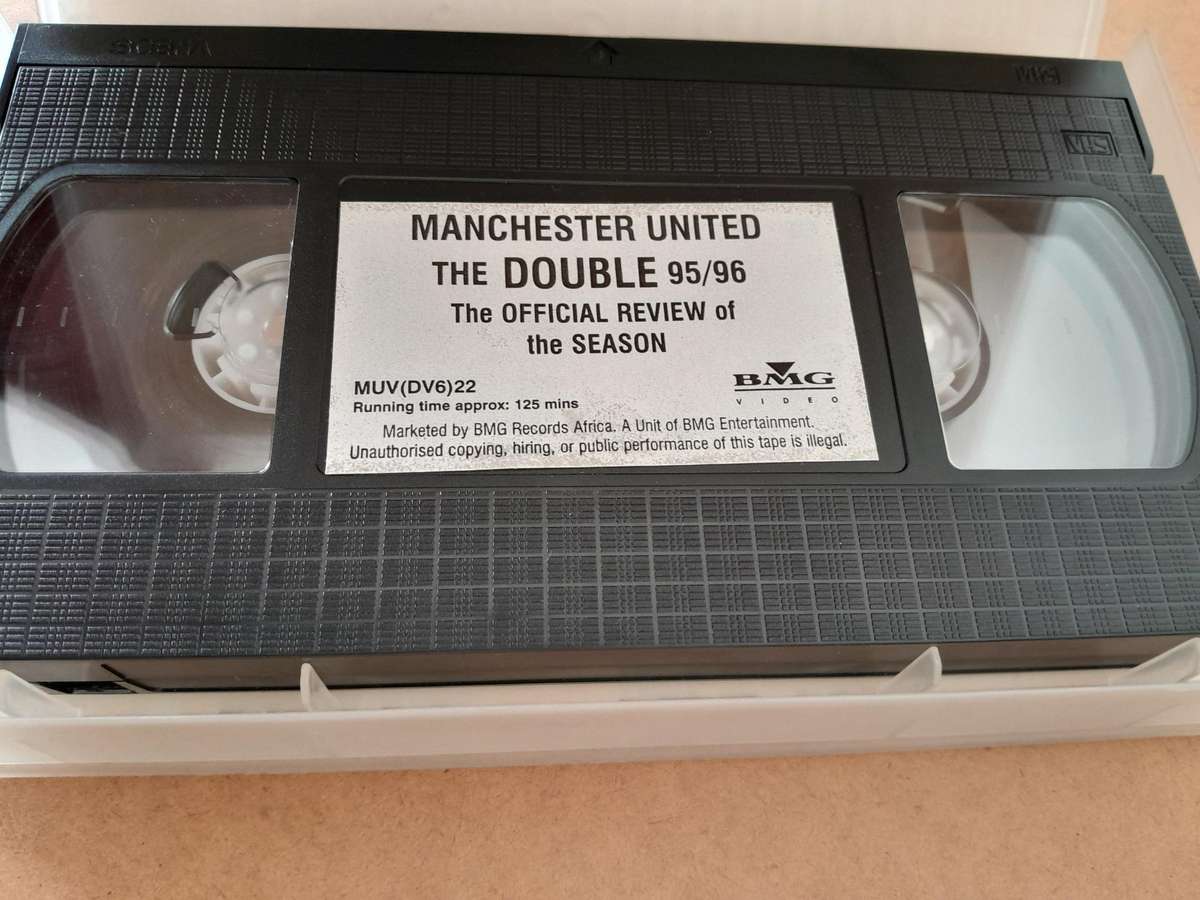 VHS
VHS
MANCHESTER UNITED
THE DOUBLE 95/96
The OFFICIAL REVIEW of
the SEASON
MUV(DV6)22
Running time approx: 125 mins
BMG
VIDEO
Marketed by BMG Records Africa. A Unit of BMG Entertainment.
Unauthorised copying, hiring, or public performance of this tape is illegal.